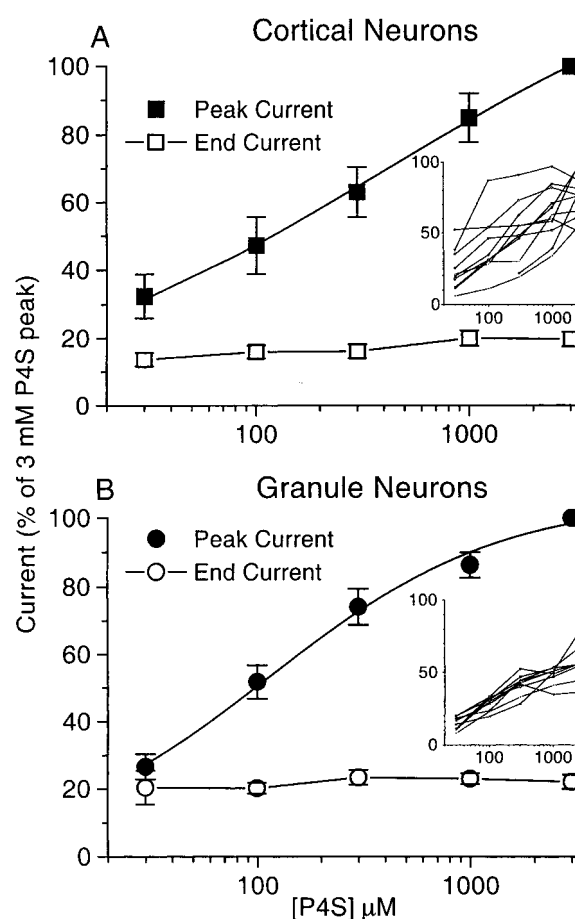 A
Cortical Neurons
100
80
60
40
20
0
Peak Current
End Current
100
50
0
100
1000
100
1000
Current (% of 3 mM P4S peak)
B
Granule Neurons
100
80
60
40
20
0
Peak Current
End Current
100
50
0
100
1000
100
1000
[P4S] µM